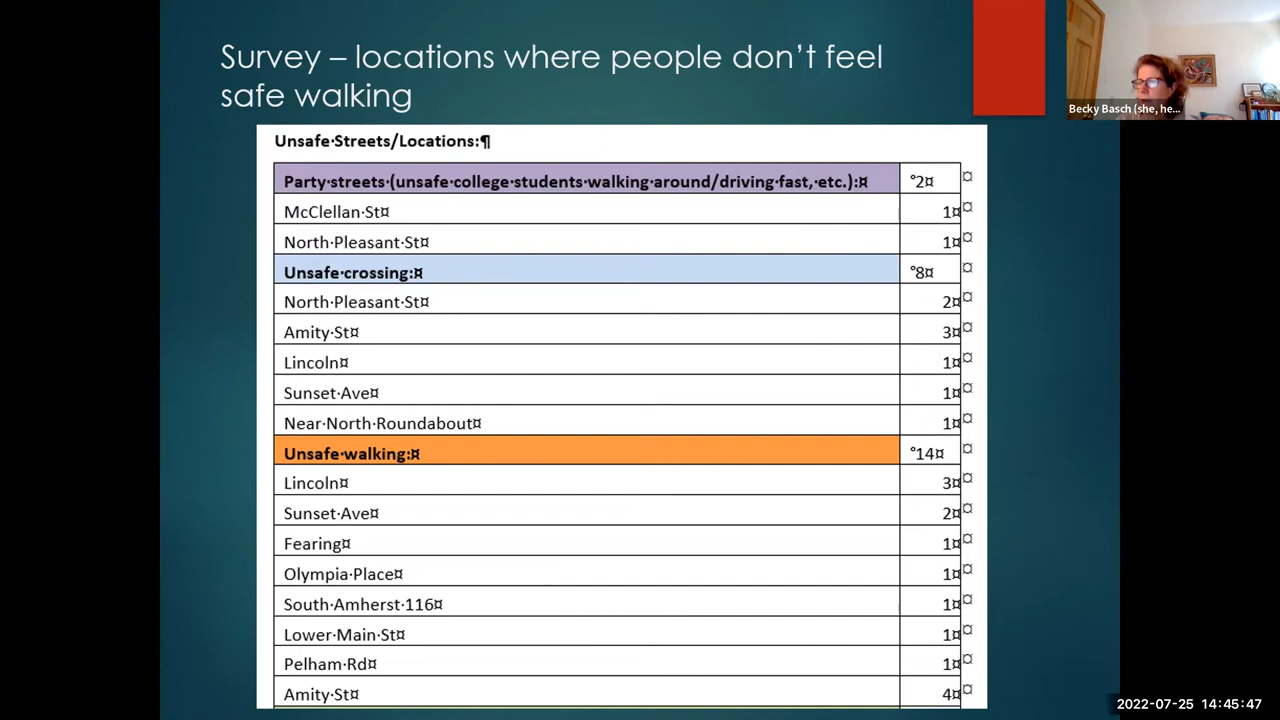 Survey – locations where people don’t feel
safe walking
Becky Basch (she, he...
Unsafe·Streets/Locations:¶
Party·streets·(unsafe·college·students·walking·around/driving·fast,·etc.):¤ °2¤ ¤
McClellan·St¤ 1¤ ¤
North·Pleasant·St¤ 1¤ ¤
Unsafe·crossing:¤ °8¤ ¤
North·Pleasant·St¤ 2¤ ¤
Amity·St¤ 3¤ ¤
Lincoln¤ 1¤ ¤
Sunset·Ave¤ 1¤ ¤
Near·North·Roundabout¤ 1¤ ¤
Unsafe·walking:¤ °14¤ ¤
Lincoln¤ 3¤ ¤
Sunset·Ave¤ 2¤ ¤
Fearing¤ 1¤ ¤
Olympia·Place¤ 1¤ ¤
South·Amherst·116¤ 1¤ ¤
Lower·Main·St¤ 1¤ ¤
Pelham·Rd¤ 1¤ ¤
Amity·St¤ 4¤ ¤
2022-07-25 14:45:47